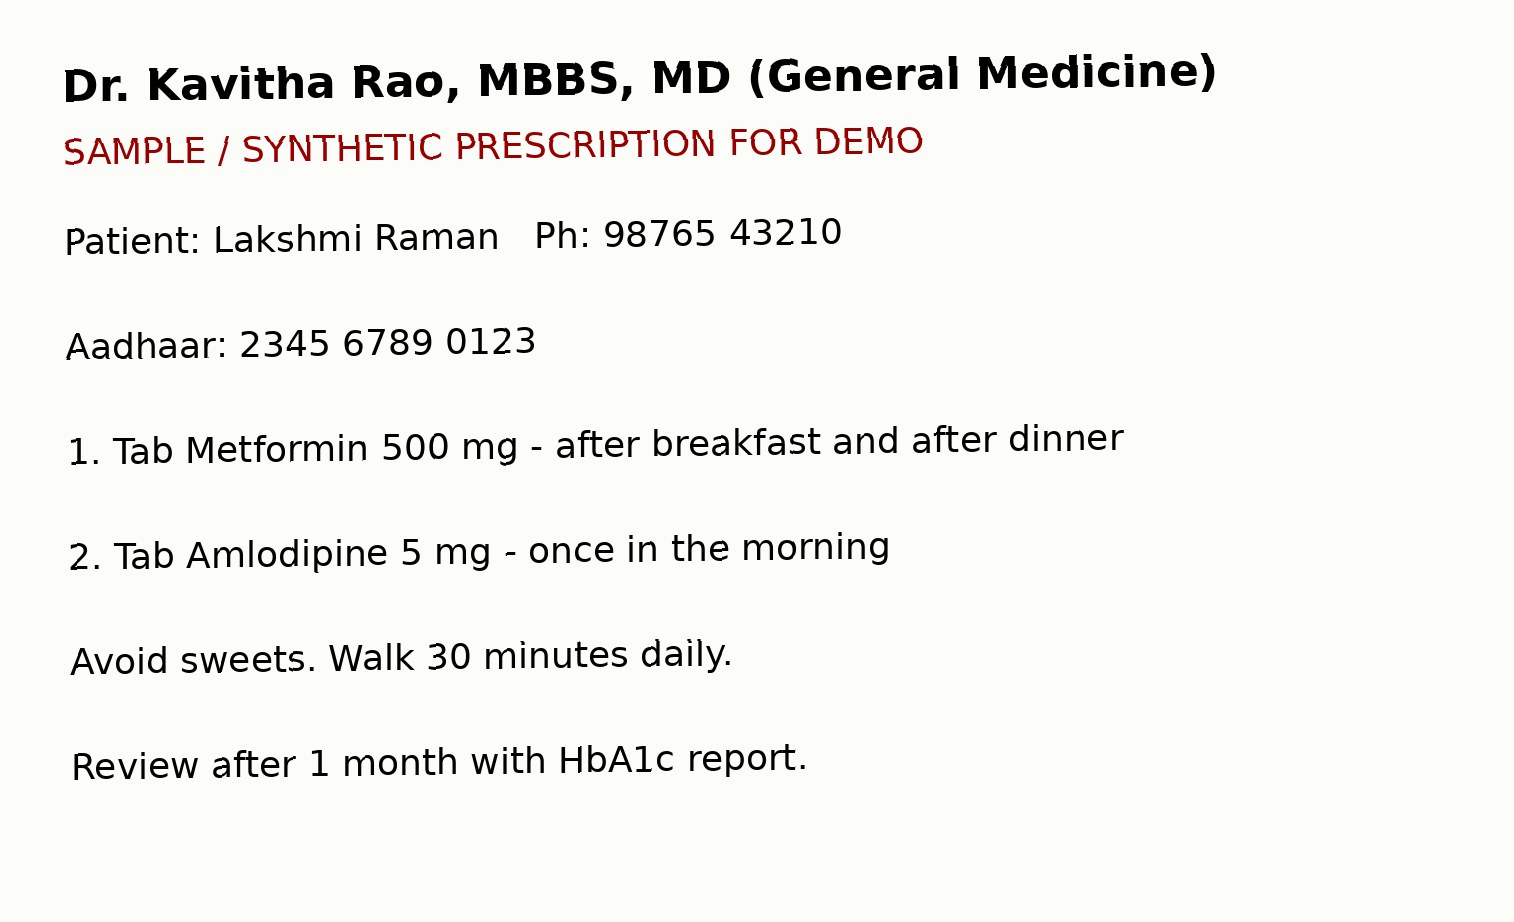 Dr. Kavitha Rao, MBBS, MD (General Medicine)
SAMPLE / SYNTHETIC PRESCRIPTION FOR DEMO
Patient: Lakshmi Raman   Ph: 98765 43210
Aadhaar: 2345 6789 0123
1. Tab Metformin 500 mg - after breakfast and after dinner
2. Tab Amlodipine 5 mg - once in the morning
Avoid sweets. Walk 30 minutes daily.
Review after 1 month with HbA1c report.